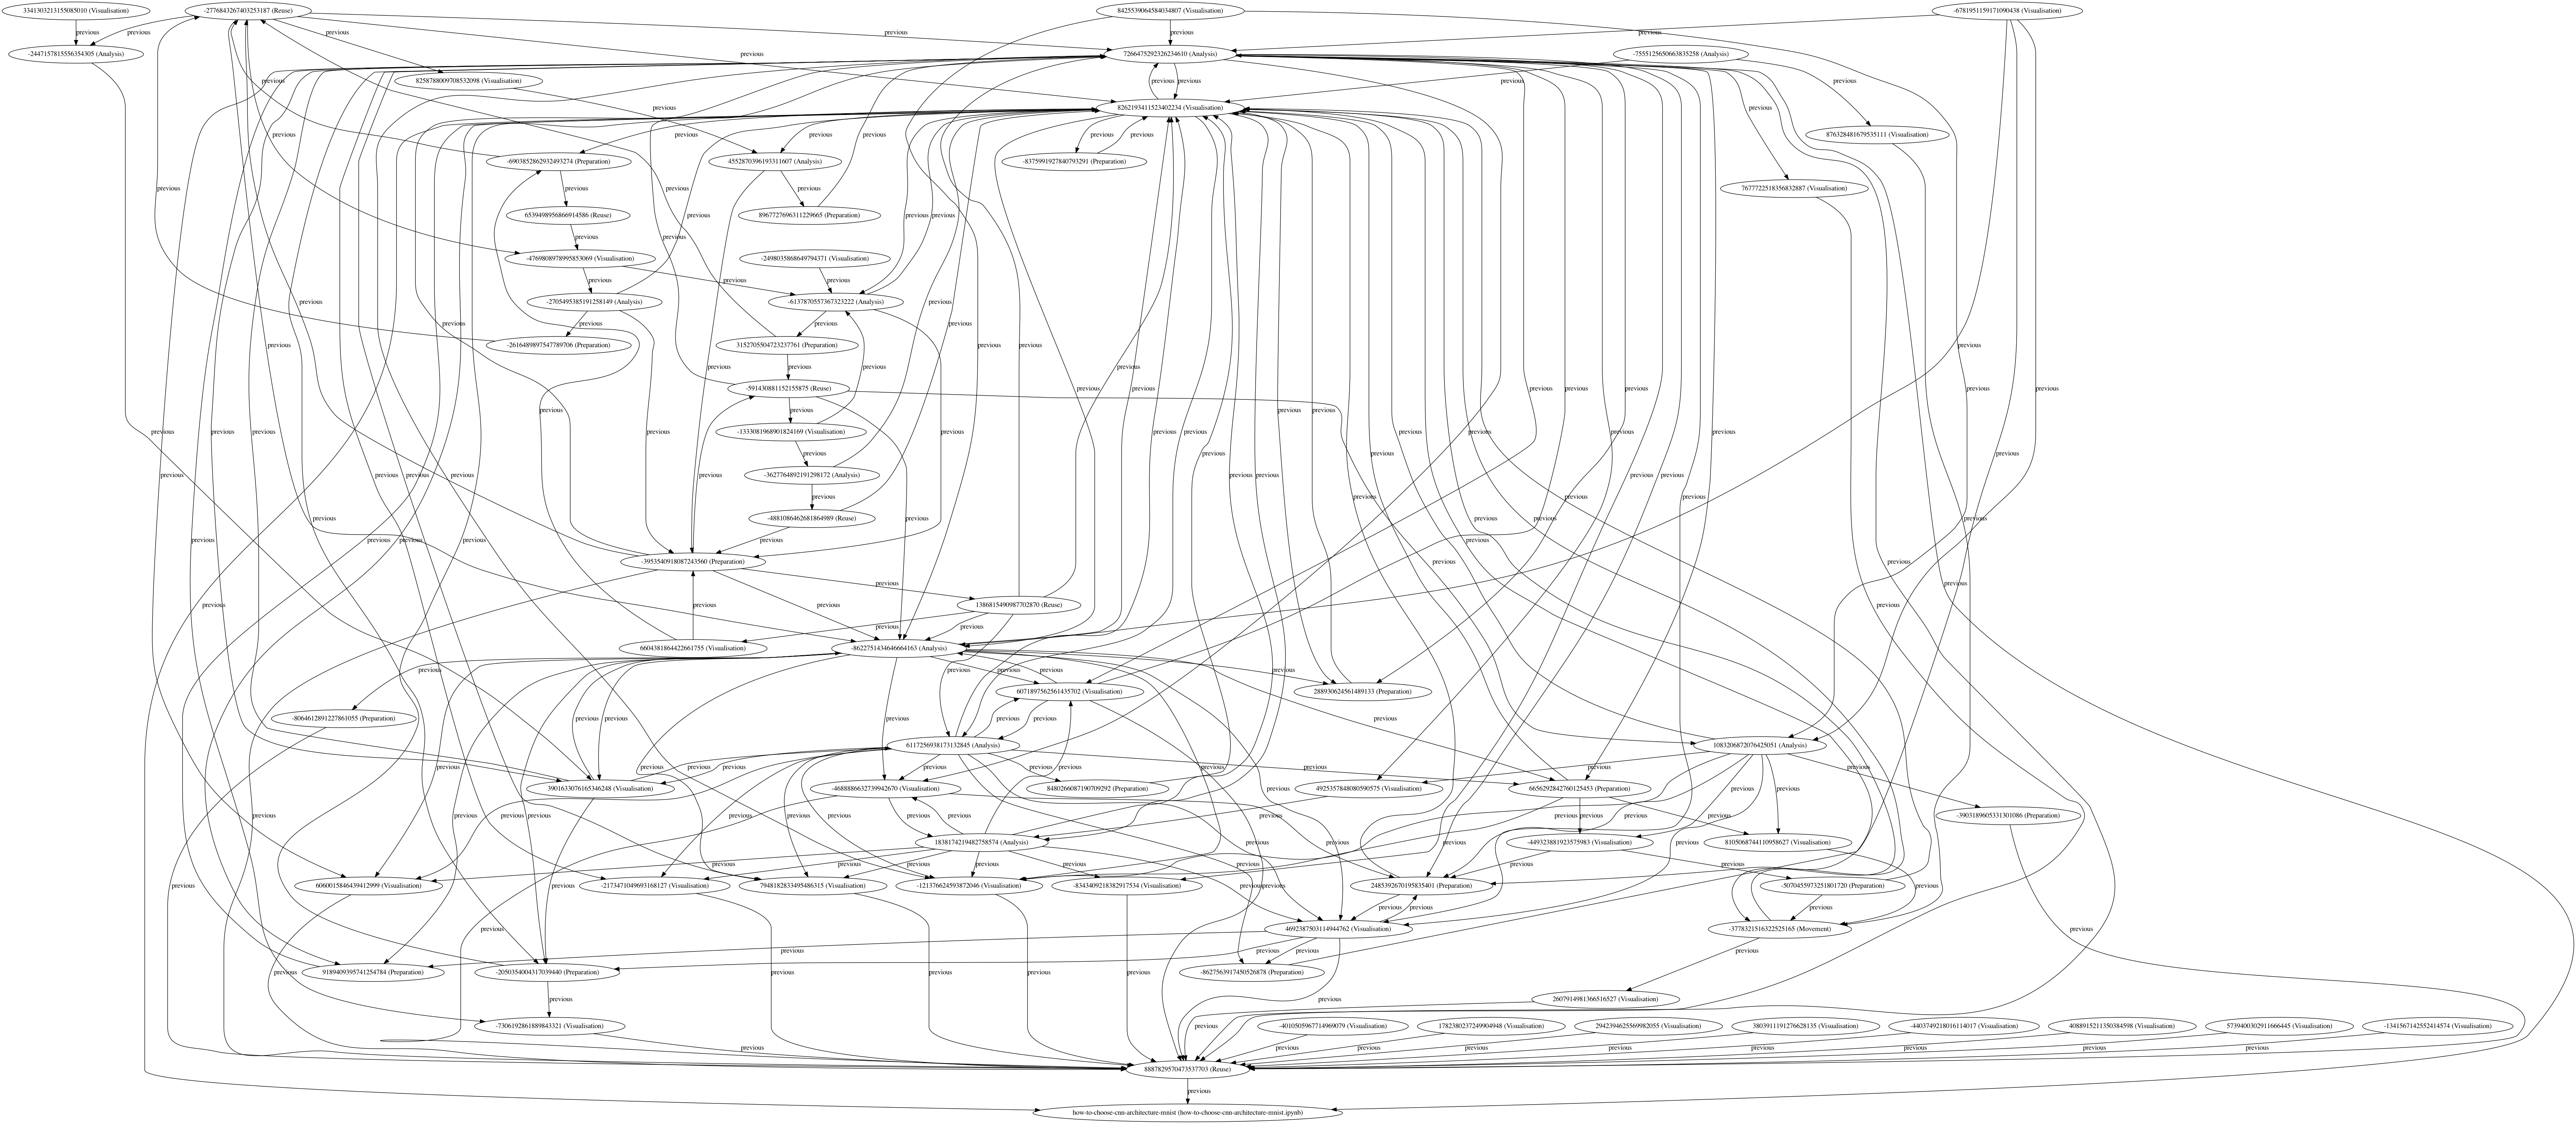 3341303213155085010 (Visualisation)
-2776843267403253187 (Reuse)
8425539064584034807 (Visualisation)
-6781951159171090438 (Visualisation)
-2447157815556354305 (Analysis)
7266475292326234610 (Analysis)
-7555125650663835258 (Analysis)
8258788009708532098 (Visualisation)
8262193411523402234 (Visualisation)
876328481679535111 (Visualisation)
-6903852862932493274 (Preparation)
4552870396193311607 (Analysis)
-8375991927840793291 (Preparation)
7677722518356832887 (Visualisation)
6539498956866914586 (Reuse)
8967727696311229665 (Preparation)
-4769808978995853069 (Visualisation)
-2498035868649794371 (Visualisation)
-2705495385191258149 (Analysis)
-6137870557367323222 (Analysis)
-2616489897547789706 (Preparation)
3152705504723237761 (Preparation)
-591430881152155875 (Reuse)
-1333081968901824169 (Visualisation)
-3627764892191298172 (Analysis)
-4881086462681864989 (Reuse)
-3953540918087243560 (Preparation)
1386815490987702870 (Reuse)
6604381864422661755 (Visualisation)
-8622751434646664163 (Analysis)
6071897562561435702 (Visualisation)
288930624561489133 (Preparation)
-8064612891227861055 (Preparation)
6117256938173132845 (Analysis)
1083206872076425051 (Analysis)
3901633076165346248 (Visualisation)
-4688886632739942670 (Visualisation)
8480266087190709292 (Preparation)
4925357848080590575 (Visualisation)
6656292842760125453 (Preparation)
-3903189605331301086 (Preparation)
1838174219482758574 (Analysis)
-449323881923575983 (Visualisation)
8105068744110958627 (Visualisation)
6060015846439412999 (Visualisation)
-2173471049693168127 (Visualisation)
7948182833495486315 (Visualisation)
-121376624593872046 (Visualisation)
-8343409218382917534 (Visualisation)
2485392670195835401 (Preparation)
-5070455973251801720 (Preparation)
4692387503114944762 (Visualisation)
-3778321516322525165 (Movement)
9189409395741254784 (Preparation)
-2050354004317039440 (Preparation)
-8627563917450526878 (Preparation)
2607914981366516527 (Visualisation)
-7306192861889843321 (Visualisation)
-4010505967714969079 (Visualisation)
1782380237249904948 (Visualisation)
2942394625569982055 (Visualisation)
3803911191276628135 (Visualisation)
-4403749218016114017 (Visualisation)
4088915211350384598 (Visualisation)
5739400302911666445 (Visualisation)
-1341567142552414574 (Visualisation)
previous
8887829570473537703 (Reuse)
previous
how-to-choose-cnn-architecture-mnist (how-to-choose-cnn-architecture-mnist.ipynb)